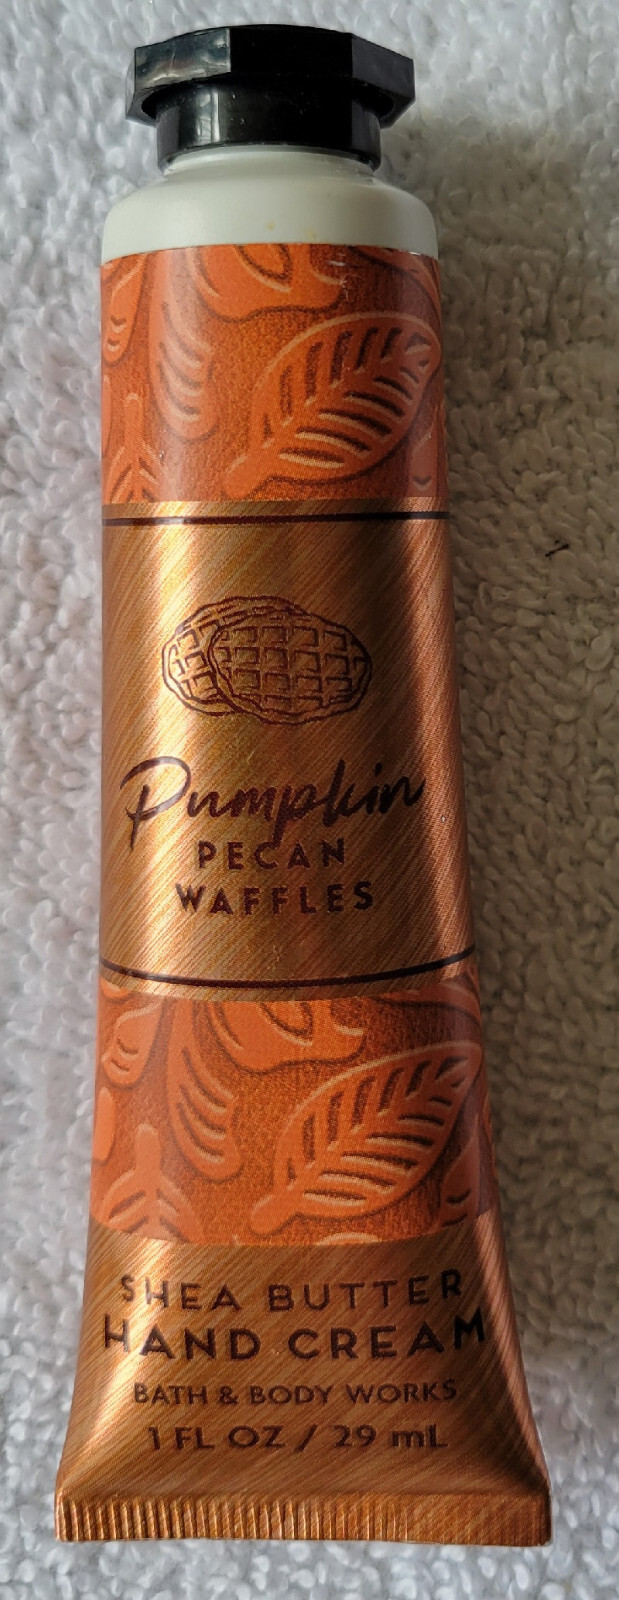 Pumpkin
PECAN
WAFFLES
SHEA BUTTER
HAND CREAM
BATH & BODY WORKS
1 FL OZ / 29 mL